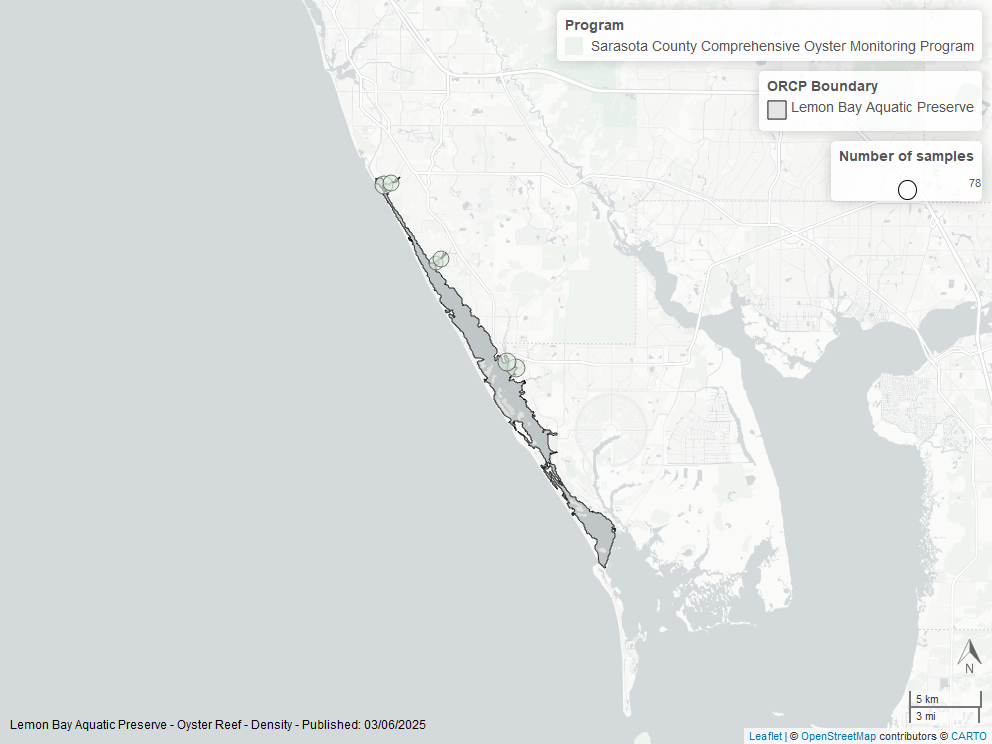 Program
Sarasota County Comprehensive Oyster Monitoring Program
ORCP Boundary
Lemon Bay Aquatic Preserve
Number of samples
78
N
5 km
3 mi
Lemon Bay Aquatic Preserve - Oyster Reef - Density - Published: 03/06/2025
Leaflet | © OpenStreetMap contributors © CARTO